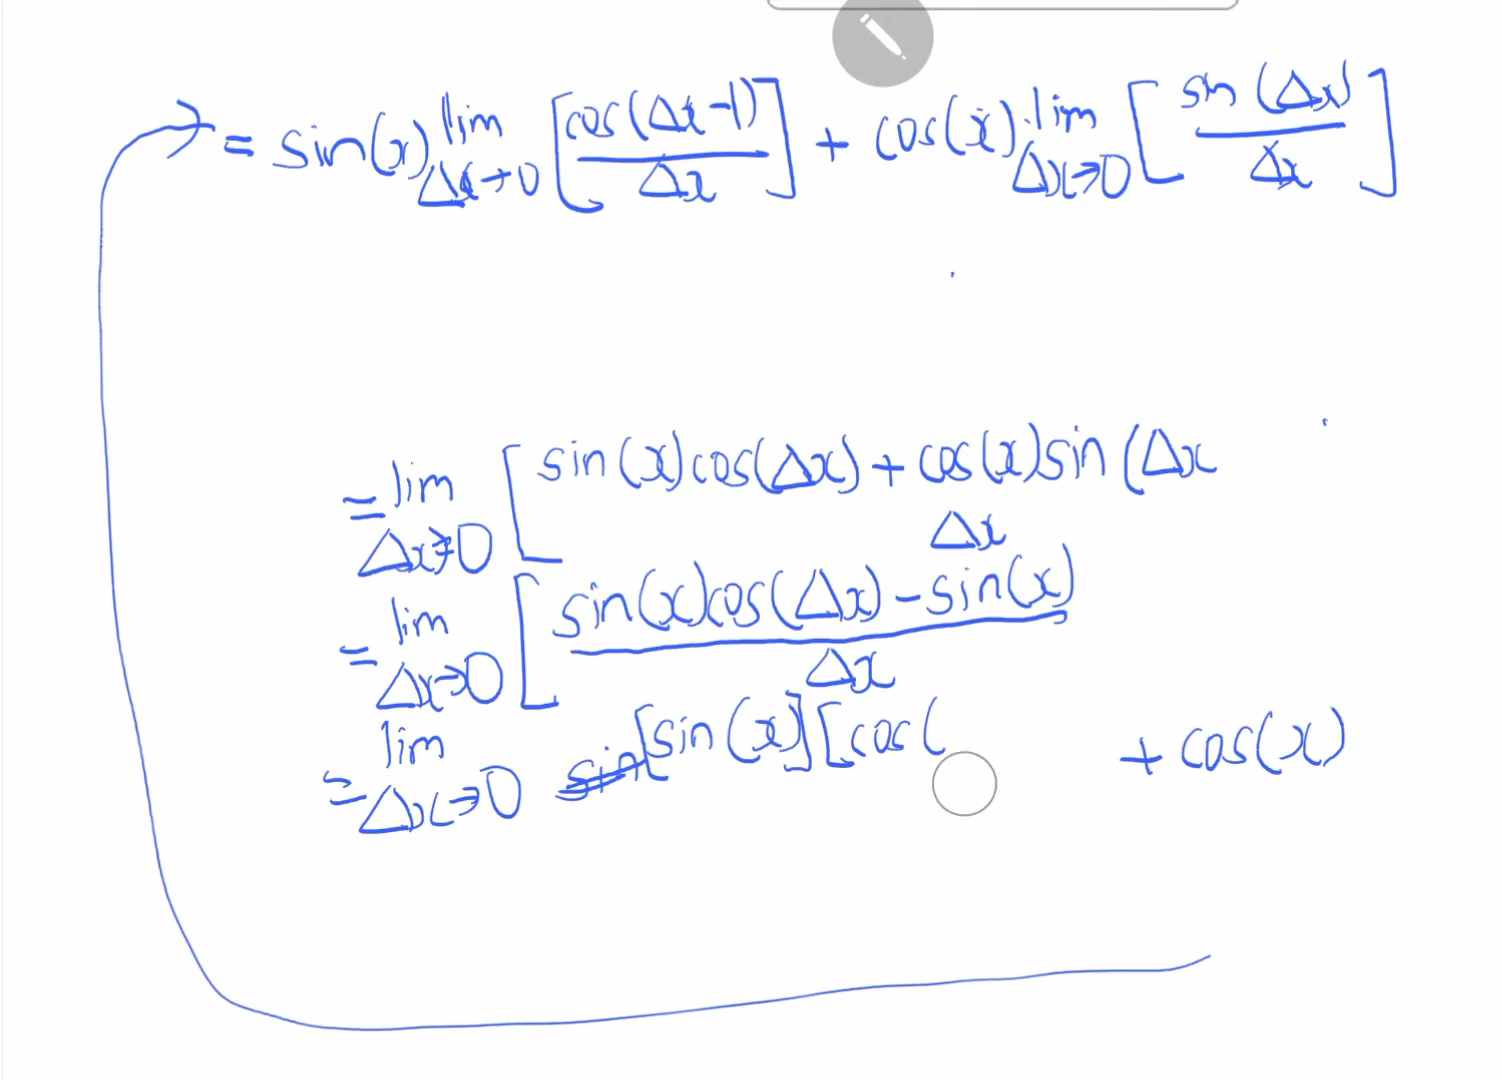 = sin(x) lim Δx→0 [cos(Δx-1) / Δx] + cos(x) . lim Δx→0 [sin (Δx) / Δx]
= lim Δx→0 [sin(x)cos(Δx) + cos(x)sin (Δx / Δx
= lim Δx→0 [sin(x)cos(Δx) - sin(x) / Δx
= lim Δx→0 sin [sin(x)] [cos( + cos(x)